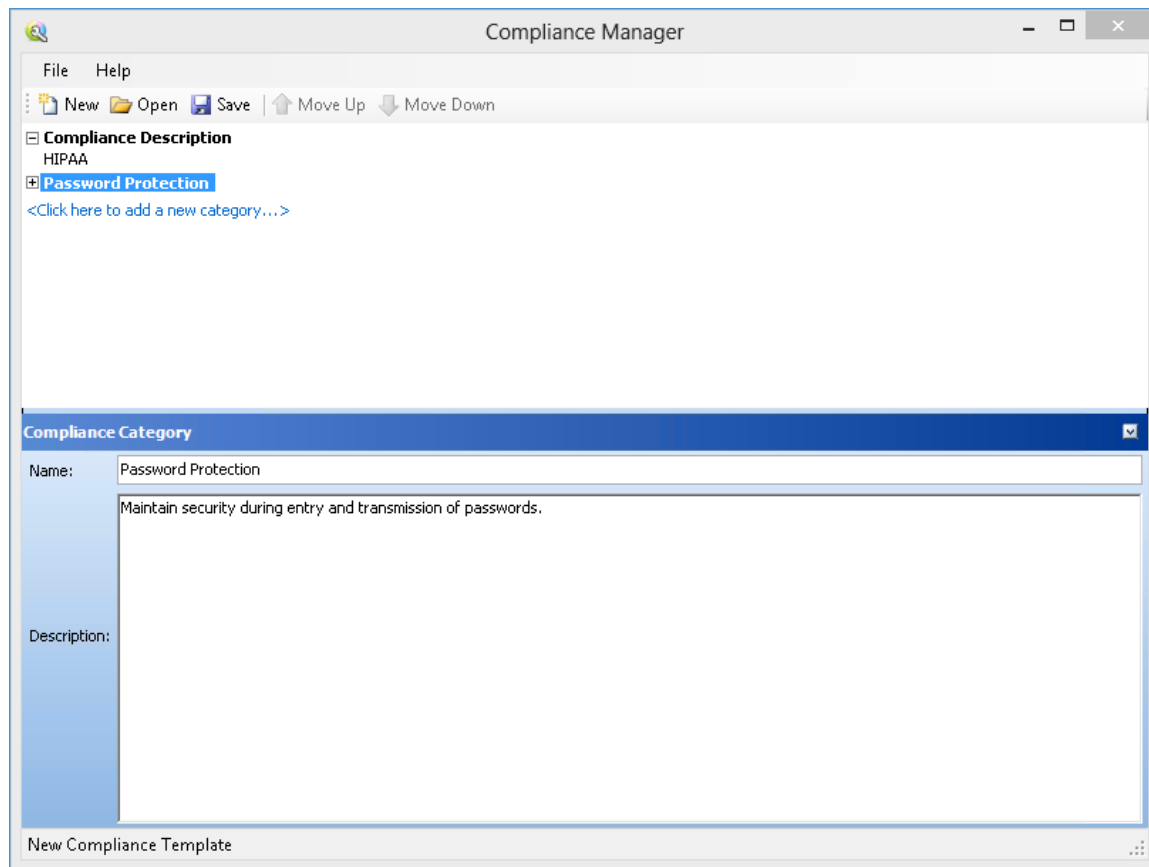 Compliance Manager
File Help
New Open Save Move Up Move Down
Compliance Description
HIPAA
Password Protection
<Click here to add a new category...>
Compliance Category
Name: Password Protection
Maintain security during entry and transmission of passwords.
Description:
New Compliance Template